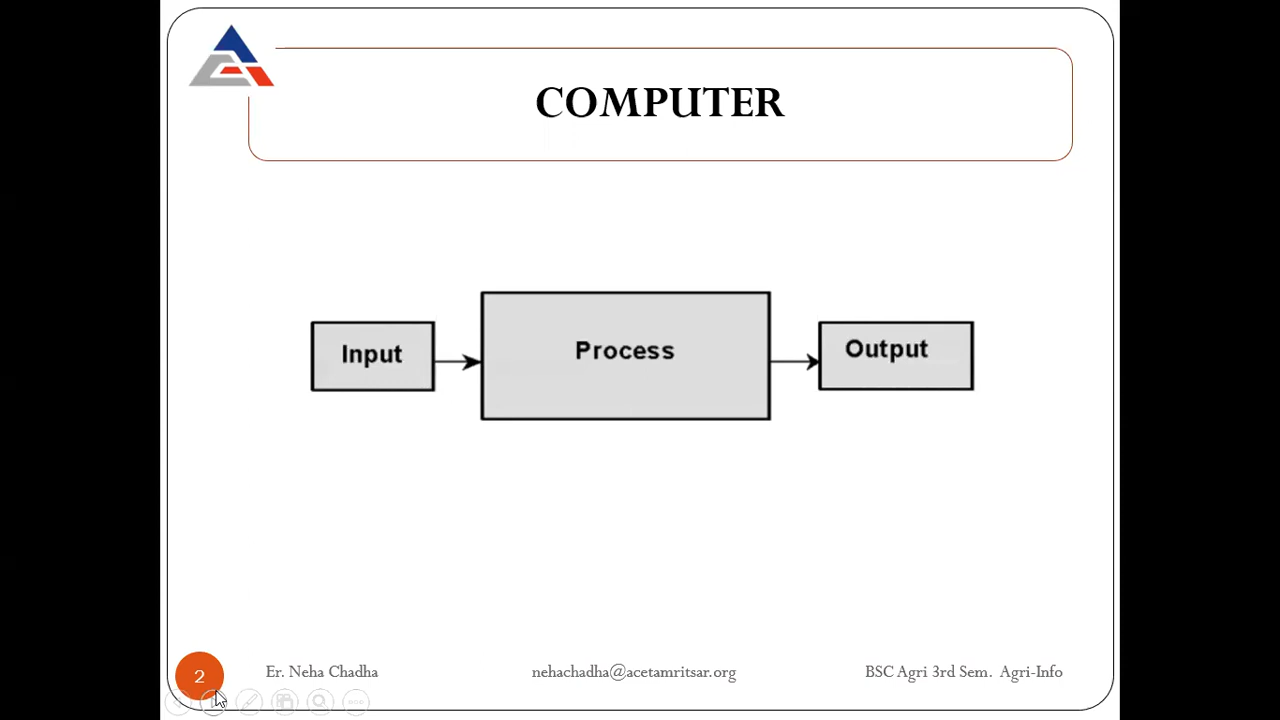 COMPUTER
Input
Process
Output
2
Er. Neha Chadha
nehachadha@acetamritsar.org
BSC Agri 3rd Sem. Agri-Info